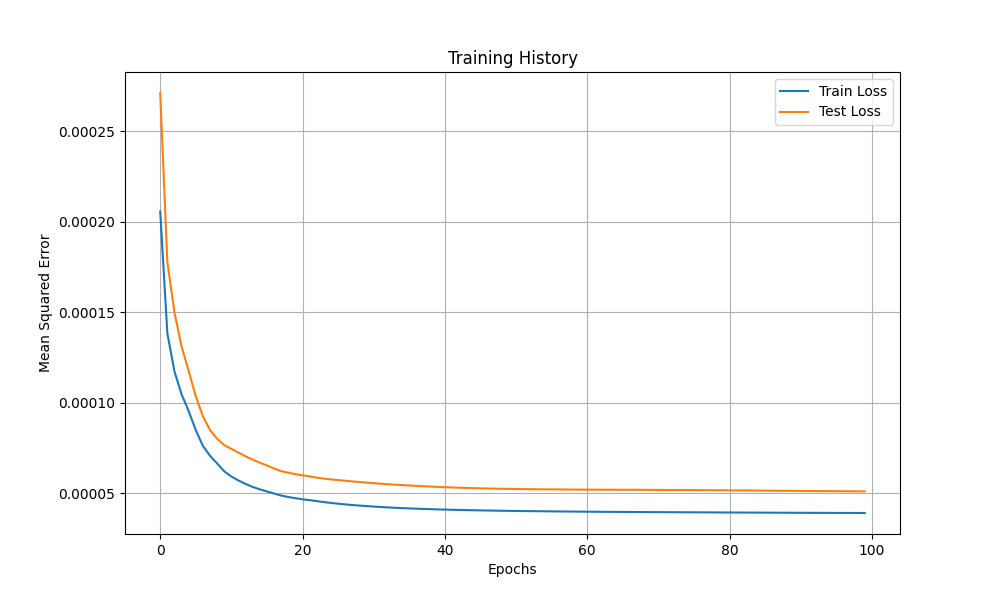 Training History
Train Loss
Test Loss
0.00025
0.00020
0.00015
0.00010
0.00005
Mean Squared Error
0 20 40 60 80 100
Epochs